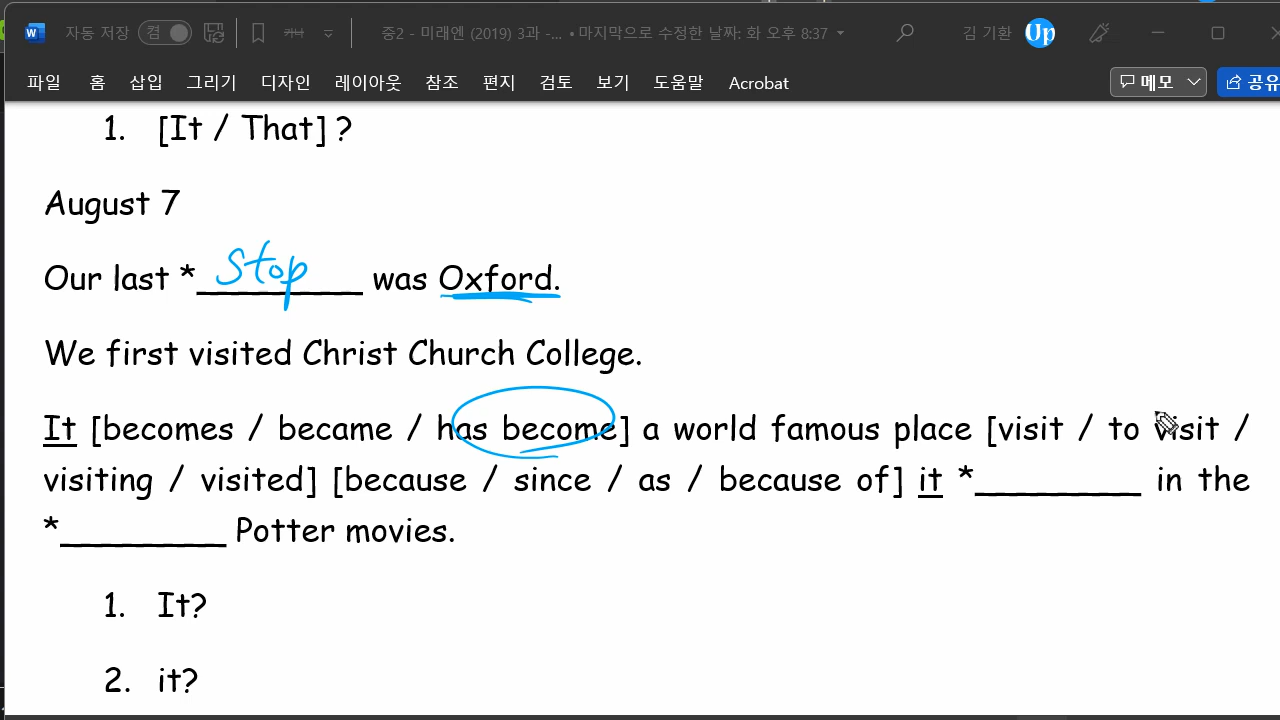 자동 저장 켬 가나 중2 - 미래엔 (2019) 3과 -... • 마지막으로 수정한 날짜: 화 오후 8:37 김 기환 Up
파일 홈 삽입 그리기 디자인 레이아웃 참조 편지 검토 보기 도움말 Acrobat 메모 공유
1. [It / That] ?
August 7
Our last *stop was Oxford.
We first visited Christ Church College.
It [becomes / became / has become] a world famous place [visit / to visit /
visiting / visited] [because / since / as / because of] it *________ in the
*________ Potter movies.
1. It?
2. it?